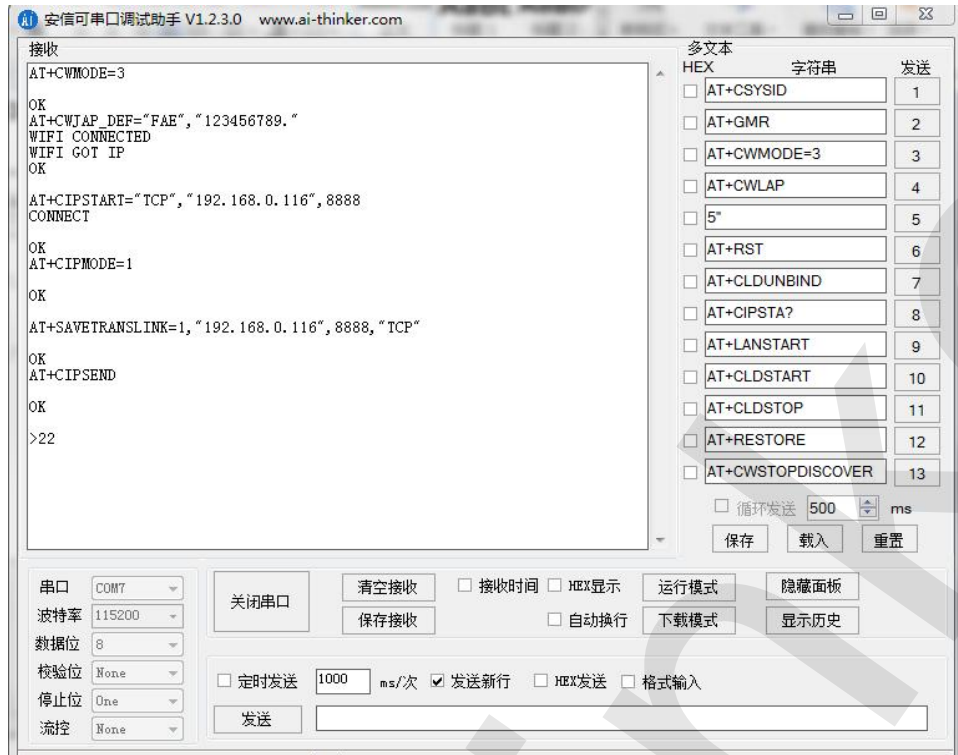 安信可串口调试助手 V1.2.3.0 www.ai-thinker.com
接收
AT+CWMODE=3
OK
AT+CWJAP_DEF="FAE","123456789."
WIFI CONNECTED
WIFI GOT IP
OK
AT+CIPSTART="TCP","192.168.0.116",8888
CONNECT
OK
AT+CIPMODE=1
OK
AT+SAVETRANSLINK=1,"192.168.0.116",8888,"TCP"
OK
AT+CIPSEND
OK
>22
多文本
HEX 字符串 发送
AT+CSYSID 1
AT+GMR 2
AT+CWMODE=3 3
AT+CWLAP 4
5" 5
AT+RST 6
AT+CLDUNBIND 7
AT+CIPSTA? 8
AT+LANSTART 9
AT+CLDSTART 10
AT+CLDSTOP 11
AT+RESTORE 12
AT+CWSTOPDISCOVER 13
循环发送 500 ms
保存 载入 重置
串口 COM7
波特率 115200
数据位 8
校验位 None
停止位 One
流控 None
关闭串口 清空接收 接收时间 HEX显示 运行模式 隐藏面板
保存接收 自动换行 下载模式 显示历史
定时发送 1000 ms/次 发送新行 HEX发送 格式输入
发送